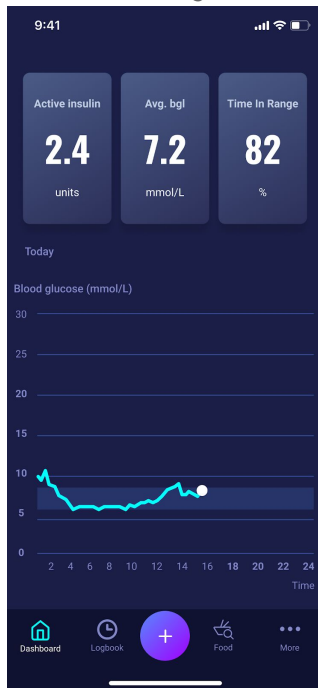 9:41
Active insulin
2.4
units
Avg. bgl
7.2
mmol/L
Time In Range
82
%
Today
Blood glucose (mmol/L)
30
25
20
15
10
5
0
2 4 6 8 10 12 14 16 18 20 22 24
Time
Dashboard
Logbook
+
Food
More